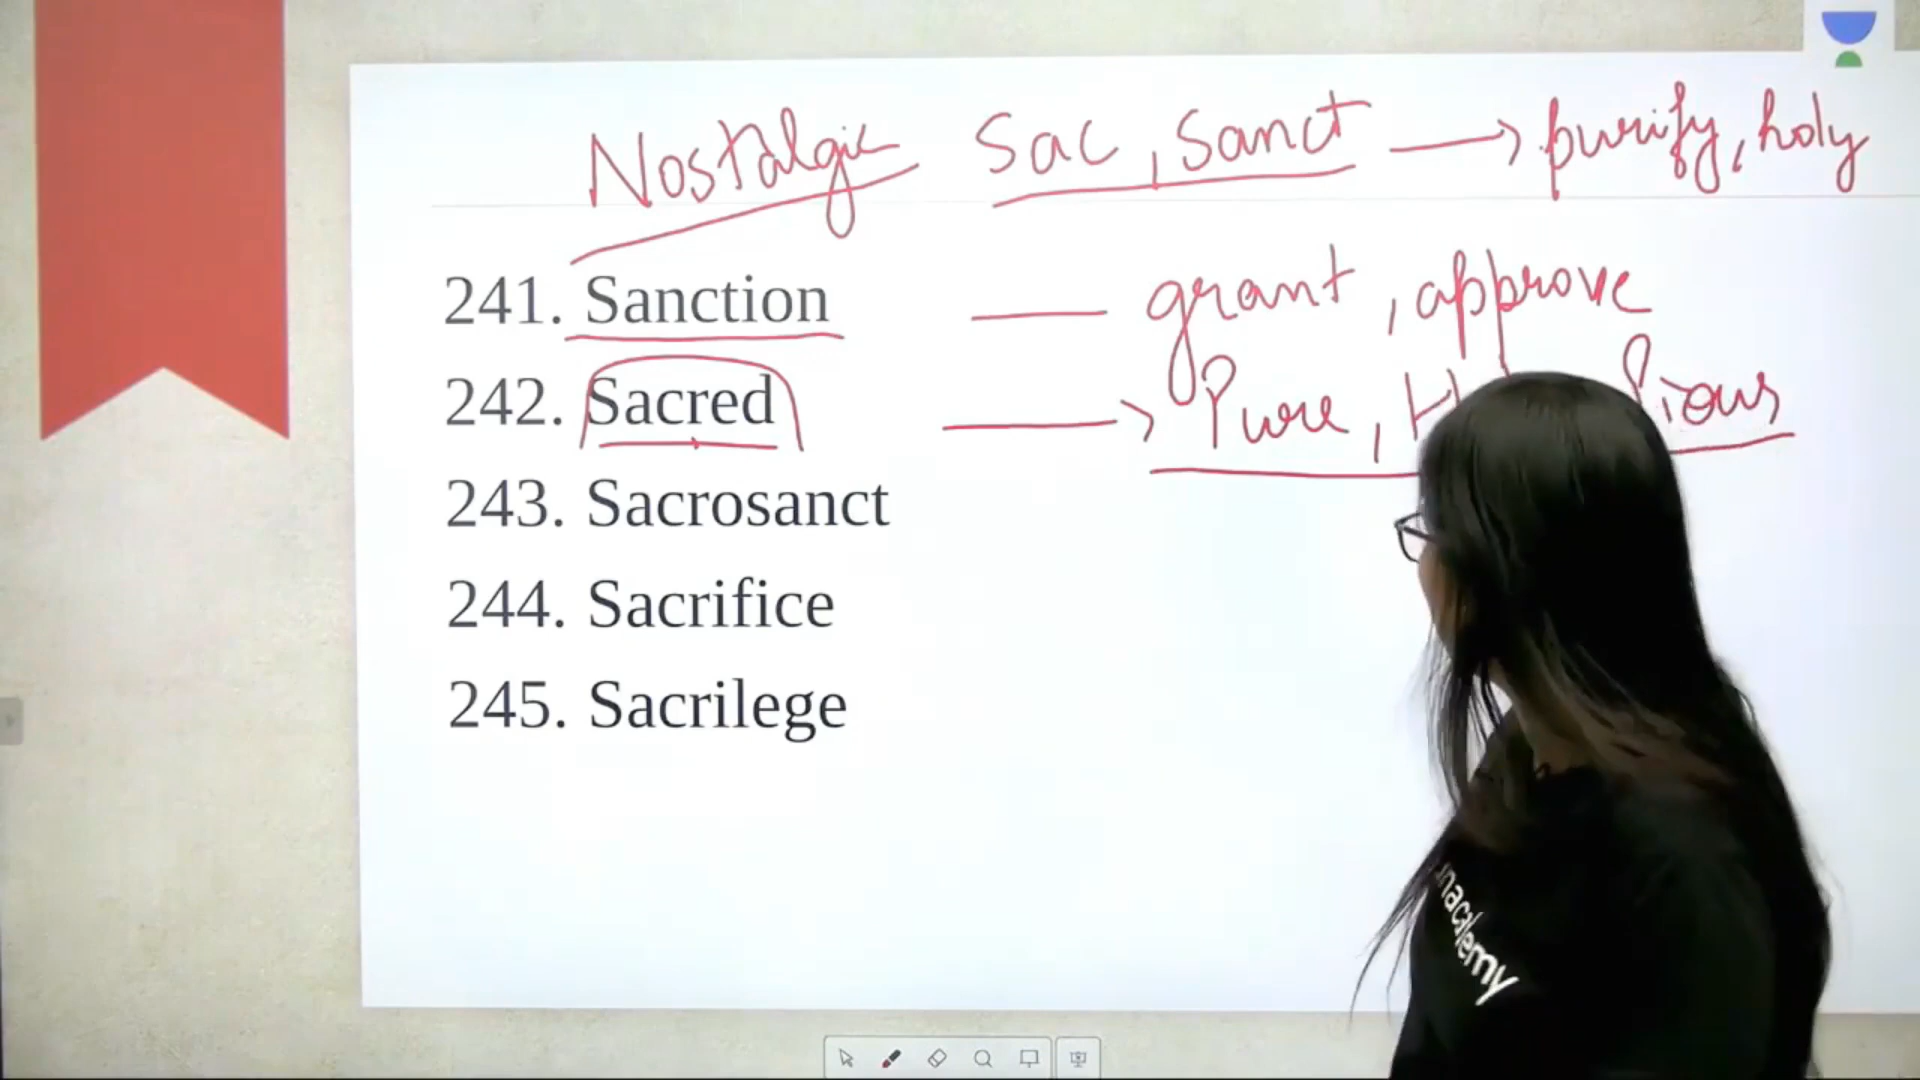 Nostalgic Sac, Sanct → purify, holy
241. Sanction — grant, approve
242. Sacred → Pure, Pious
243. Sacrosanct
244. Sacrifice
245. Sacrilege
unacademy